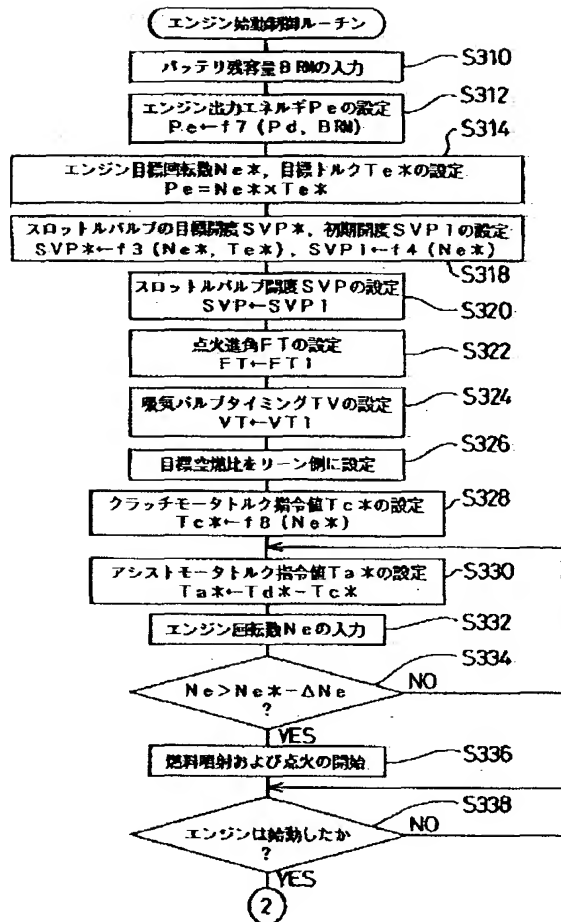 エンジン始動制御ルーチン
バッテリ残容量BRMの入力
S310
エンジン出力エネルギPeの設定
Pe←f7(Pd, BRM)
S312
エンジン目標回転数Ne*, 目標トルクTe*の設定
Pe=Ne*×Te*
S314
スロットルバルブの目標開度SVP*, 初期開度SVP1の設定
SVP*←f3(Ne*, Te*), SVP1←f4(Ne*)
S318
スロットルバルブ開度SVPの設定
SVP←SVP1
S320
点火進角FTの設定
FT←FT1
S322
吸気バルブタイミングTVの設定
VT←VT1
S324
目標空燃比をリーン側に設定
S326
クラッチモータトルク指令値Tc*の設定
Tc*←f8(Ne*)
S328
アシストモータトルク指令値Ta*の設定
Ta*←Td*-Tc*
S330
エンジン回転数Neの入力
S332
Ne>Ne*-ΔNe
?
S334
NO
YES
燃料噴射および点火の開始
S336
エンジンは始動したか
?
S338
NO
YES
2